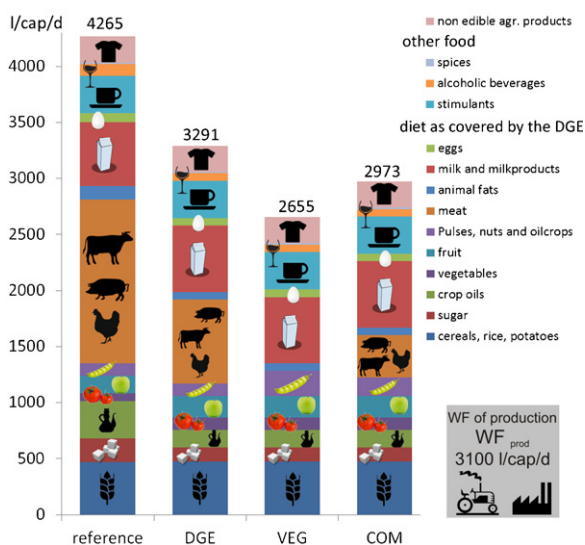 l/cap/d
4265
3291
2655
2973
4000
3500
3000
2500
2000
1500
1000
500
0
reference DGE VEG COM
non edible agr. products
other food
spices
alcoholic beverages
stimulants
diet as covered by the DGE
eggs
milk and milkproducts
animal fats
meat
Pulses, nuts and oilcrops
fruit
vegetables
crop oils
sugar
cereals, rice, potatoes
WF of production
WF prod
3100 l/cap/d